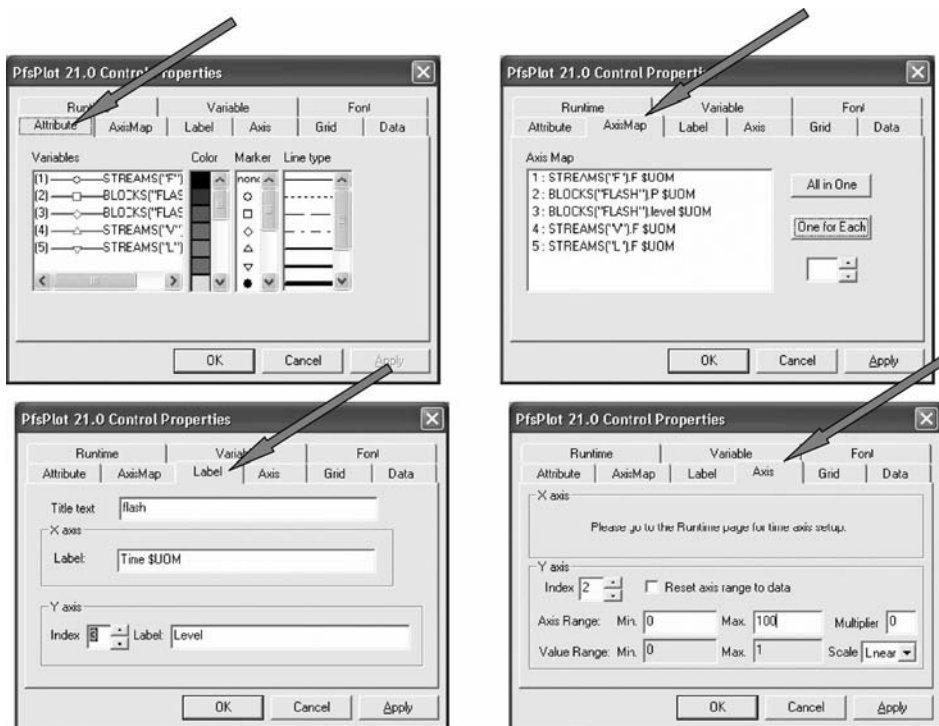 PfsPlot 21.0 Control Properties
Variable
Font
Attribute AxisMap Label Axis Grid Data
Variables Color Marker Line type
(1) STREAMS("F")
none
(2) BLOCKS("FLAS
(3) BLOCKS("FLAS
(4) STREAMS("V")
(5) STREAMS("L")
OK Cancel Apply
PfsPlot 21.0 Control
Runtime Variable Font
Attribute AxisMap Label Axis Grid Data
Axis Map
1 : STREAMS("F").F $UOM
2 : BLOCKS("FLASH").P $UOM
3 : BLOCKS("FLASH").level $UOM
4 : STREAMS("V").F $UOM
5 : STREAMS("L").F $UOM
All in One
One for Each
OK Cancel Apply
PfsPlot 21.0 Control Properties
Runtime
Font
Attribute AxisMap Label Axis Grid Data
Title text flash
X axis
Label: Time $UOM
Y axis
Index 3 Label: Level
OK Cancel Apply
PfsPlot 21.0 Control Properties
Runtime Variable Font
Attribute AxisMap Label Axis Grid Data
X axis
Please go to the Runtime page for time axis setup.
Y axis
Index 2 Reset axis range to data
Axis Range: Min. 0 Max. 100 Multiplier 0
Value Range: Min. 0 Max. 1 Scale Linear
OK Cancel Apply